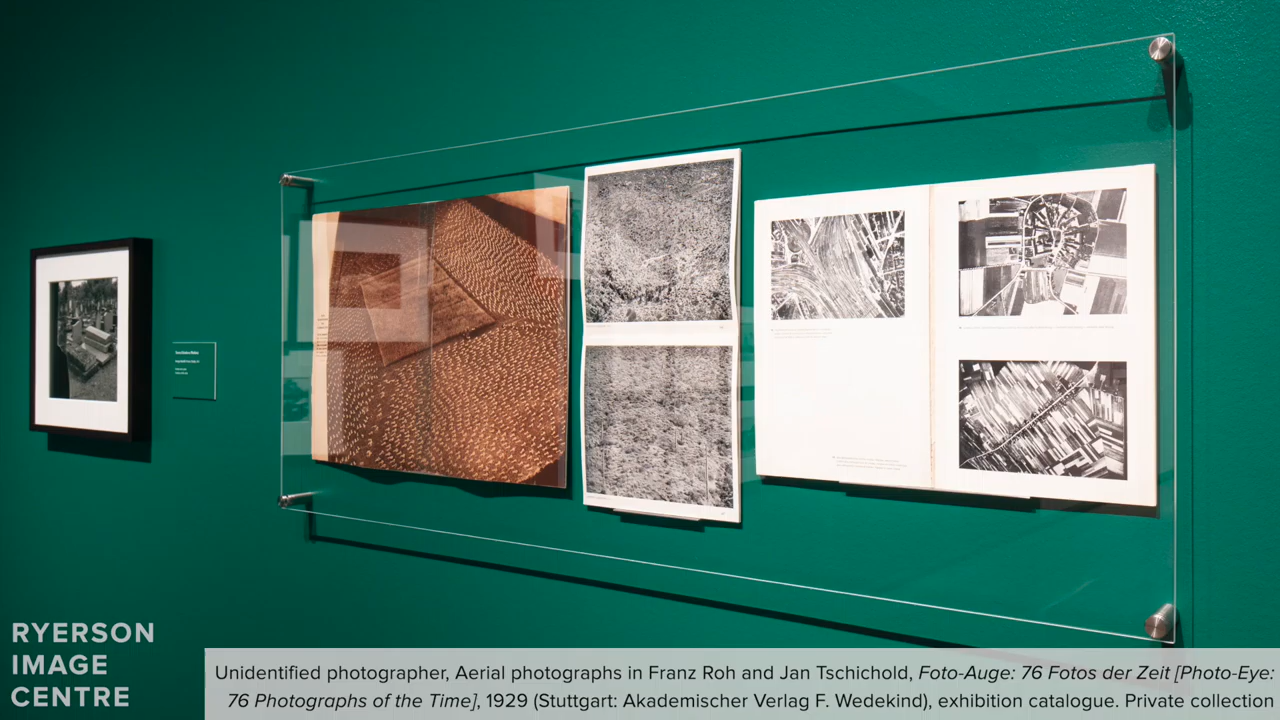 RYERSON
IMAGE
CENTRE
Unidentified photographer, Aerial photographs in Franz Roh and Jan Tschichold, Foto-Auge: 76 Fotos der Zeit [Photo-Eye:
76 Photographs of the Time], 1929 (Stuttgart: Akademischer Verlag F. Wedekind), exhibition catalogue. Private collection